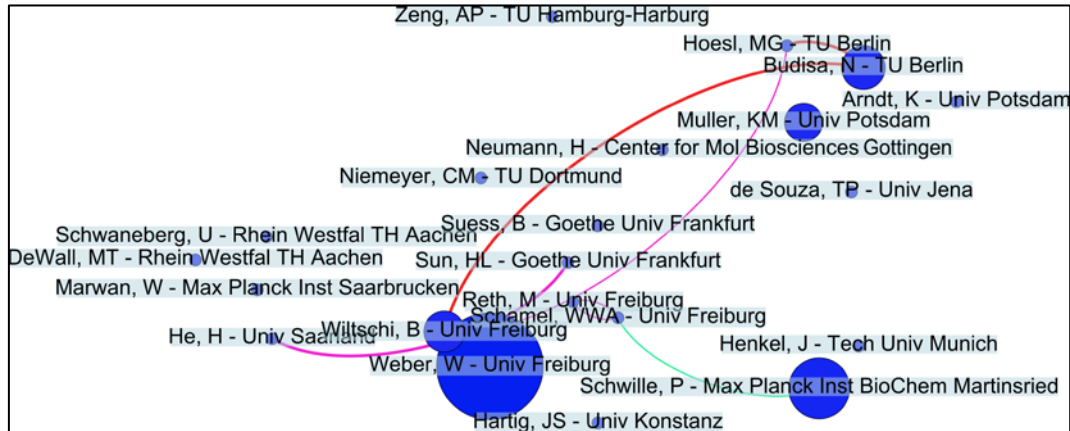 Zeng, AP - TU Hamburg-Harburg
Hoesl, MG - TU Berlin
Budisa, N - TU Berlin
Arndt, K - Univ Potsdam
Muller, KM - Univ Potsdam
Neumann, H - Center for Mol Biosciences Gottingen
Niemeyer, CM - TU Dortmund
de Souza, TP - Univ Jena
Suess, B - Goethe Univ Frankfurt
Schwaneberg, U - Rhein Westfal TH Aachen
DeWall, MT - Rhein Westfal TH Aachen
Sun, HL - Goethe Univ Frankfurt
Marwan, W - Max Planck Inst Saarbrucken
Reth, M - Univ Freiburg
Schamel, WWA - Univ Freiburg
Wiltschi, B - Univ Freiburg
He, H - Univ Saarland
Henkel, J - Tech Univ Munich
Weber, W - Univ Freiburg
Schwille, P - Max Planck Inst BioChem Martinsried
Hartig, JS - Univ Konstanz